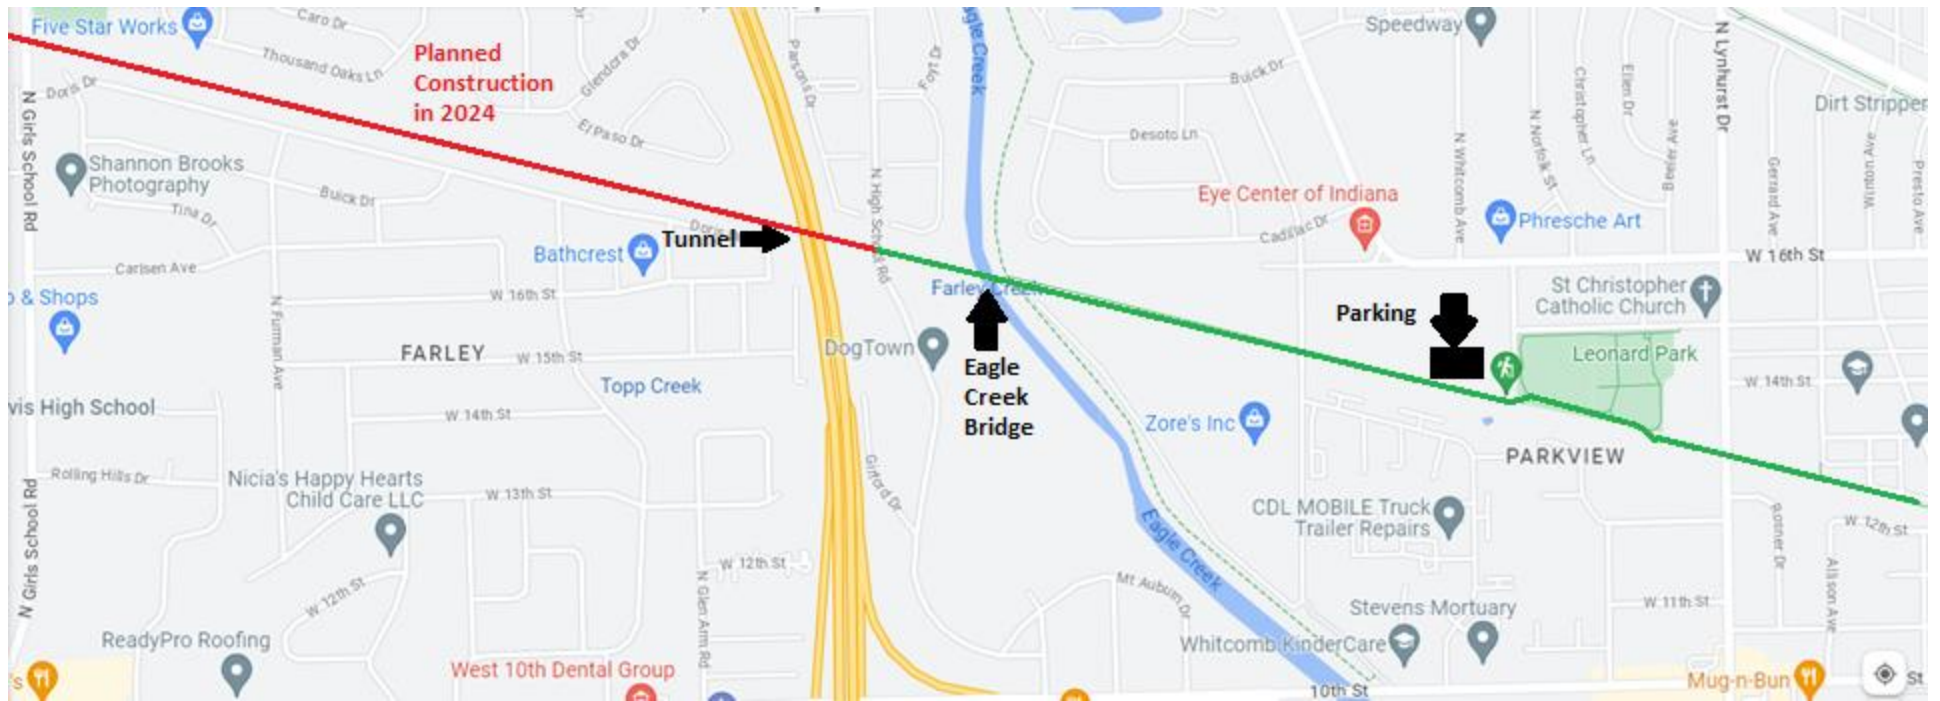 Five Star Works
Caro Dr
Thousand Oaks Ln
Glendora Dr
Planned
Construction
in 2024
El Paso Dr
Doris Dr
N Girls School Rd
Shannon Brooks
Photography
Buick Dr
Tina Dr
Parsons Dr
Foyt Dr
Eagle Creek
N High School Rd
Buick Dr
Desoto Ln
Speedway
N Lynhurst Dr
Christopher Ln
Ellen Dr
Beeler Ave
N Norfolk St
N Whitcomb Ave
Dirt Stripper
Gerrard Ave
Winton Ave
Presto Ave
Eye Center of Indiana
Cadillac Dr
Phresche Art
W 16th St
Tunnel
Doris
Bathcrest
Carlsen Ave
W 16th St
N Furman Ave
& Shops
Farley Creek
St Christopher
Catholic Church
Parking
Leonard Park
FARLEY
W 15th St
Topp Creek
DogTown
Eagle
Creek
Bridge
W 14th St
vis High School
W 14th St
Zore's Inc
PARKVIEW
Rolling Hills Dr
Nicia's Happy Hearts
Child Care LLC
W 13th St
Gifford Dr
Eagle Creek
CDL MOBILE Truck
Trailer Repairs
W 12th St
N Girls School Rd
W 12th St
W 12th St
N Glen Arm Rd
Mt Auburn Dr
Stevens Mortuary
W 11th St
Allison Ave
Whitcomb KinderCare
ReadyPro Roofing
West 10th Dental Group
's
10th St
Mug-n-Bun
St